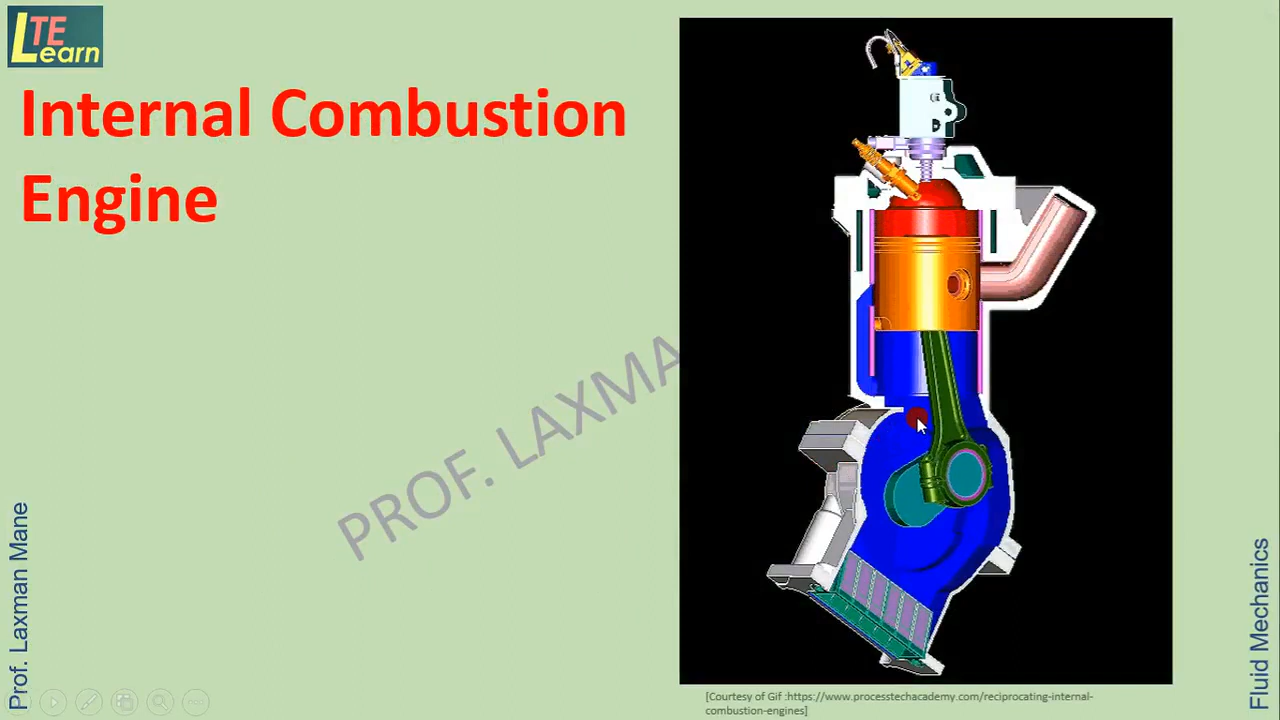 LTE
Learn
Internal Combustion
Engine
PROF. LAXMA
Prof. Laxman Mane
Fluid Mechanics
[Courtesy of Gif :https://www.processtechacademy.com/reciprocating-internal-
combustion-engines]